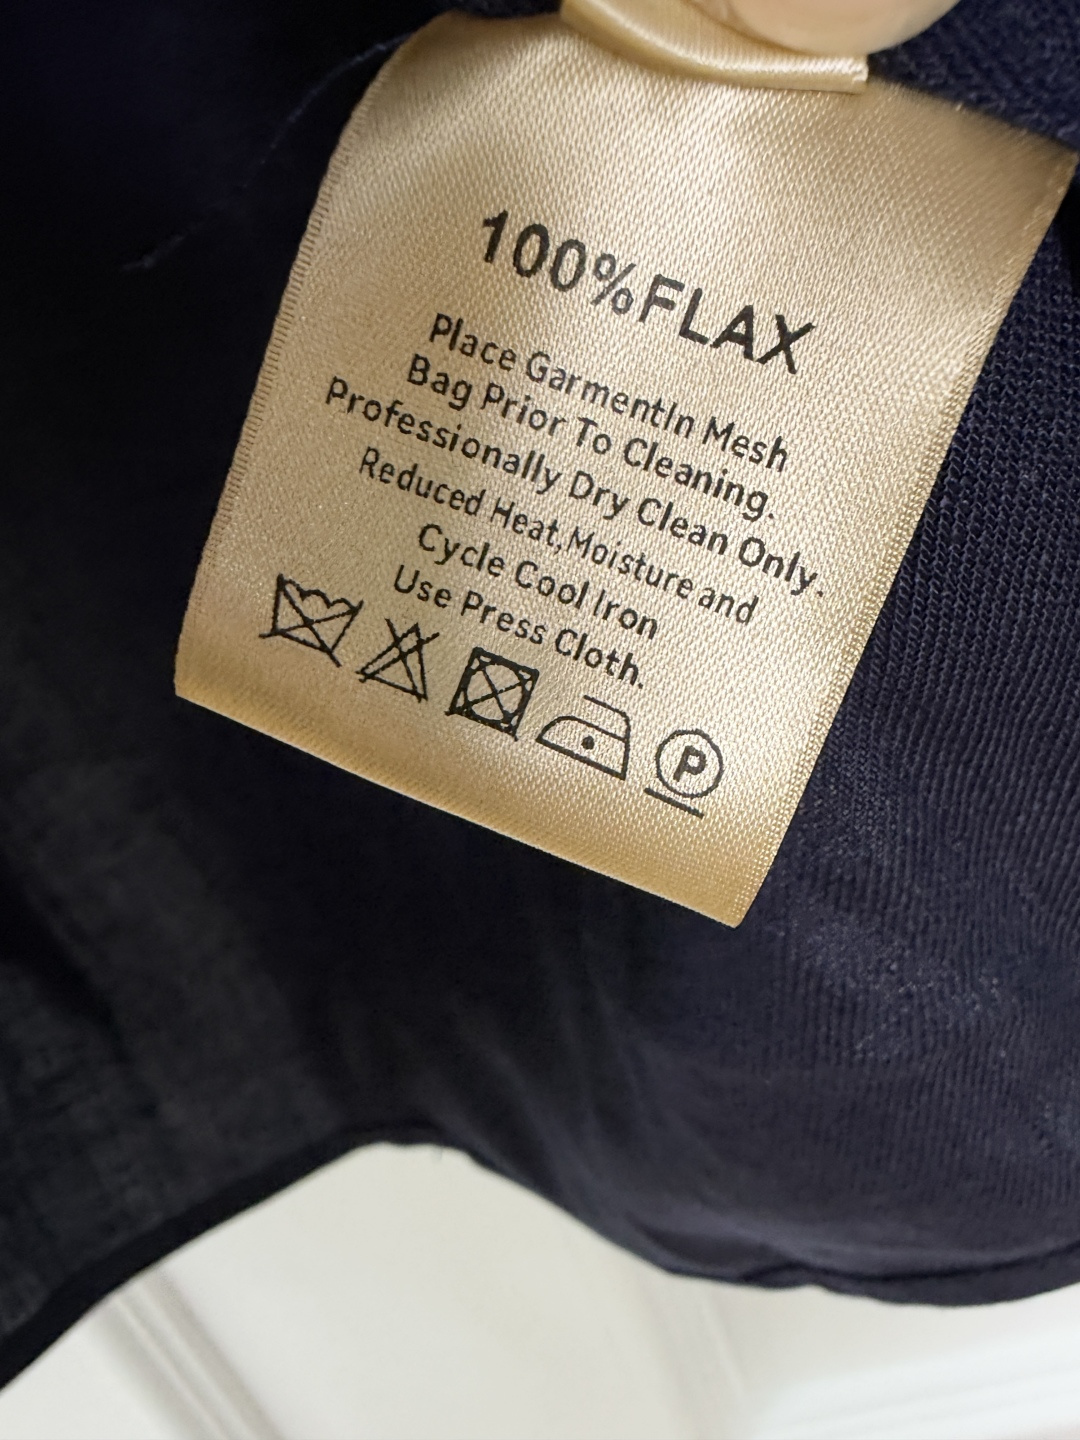 100%FLAX
Place GarmentIn Mesh
Bag Prior To Cleaning.
Professionally Dry Clean Only.
Reduced Heat,Moisture and
Cycle Cool Iron
Use Press Cloth.
P